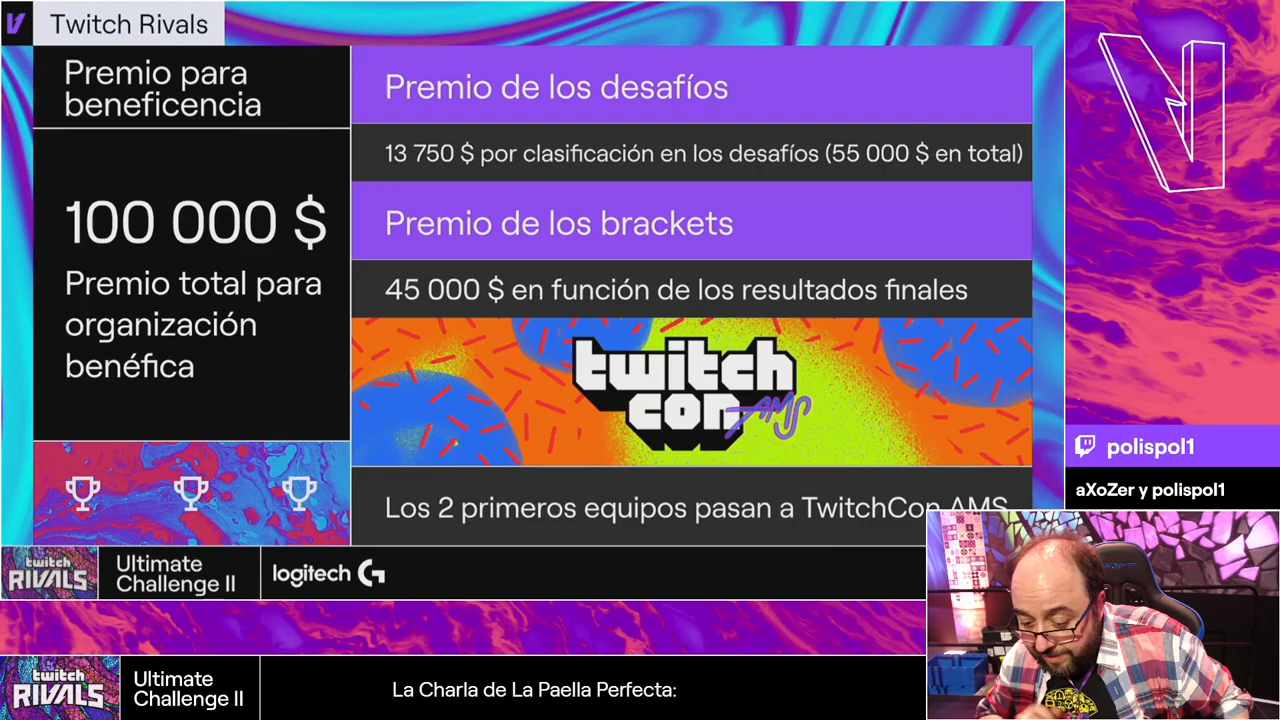 Twitch Rivals
Premio para
beneficencia
100 000 $
Premio total para
organización
benéfica
Premio de los desafíos
13 750 $ por clasificación en los desafíos (55 000 $ en total)
Premio de los brackets
45 000 $ en función de los resultados finales
twitch
con
AMS
Los 2 primeros equipos pasan a TwitchCon AMS
twitch
RIVALS
Ultimate
Challenge II
logitech G
polispol1
aXoZer y polispol1
twitch
RIVALS
Ultimate
Challenge II
La Charla de La Paella Perfecta: